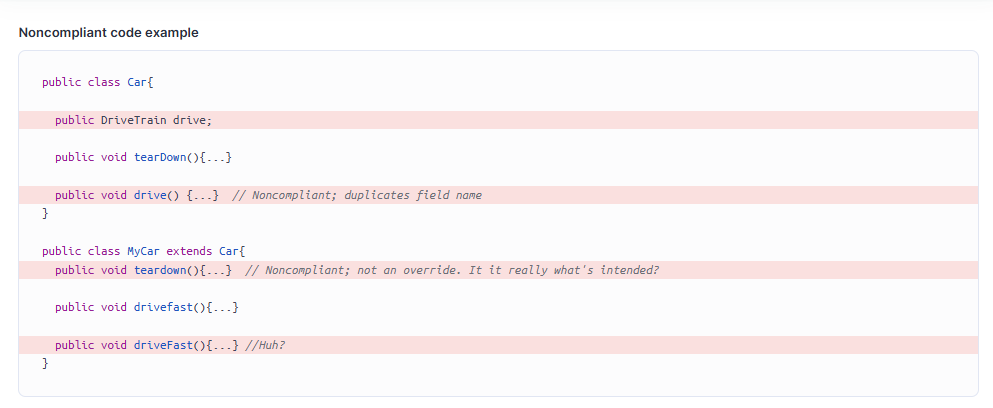 Noncompliant code example
public class Car{
public DriveTrain drive;
public void tearDown(){...}
public void drive() {...}  // Noncompliant; duplicates field name
}
public class MyCar extends Car{
public void teardown(){...}  // Noncompliant; not an override. It it really what's intended?
public void drivefast(){...}
public void driveFast(){...} //Huh?
}